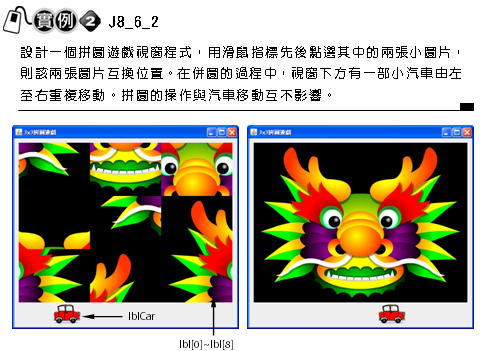 實例 2 J8_6_2
設計一個拼圖遊戲視窗程式，用滑鼠指標先後點選其中的兩張小圖片，
則該兩張圖片互換位置。在併圖的過程中，視窗下方有一部小汽車由左
至右重複移動。拼圖的操作與汽車移動互不影響。
3x3拼圖遊戲
3x3拼圖遊戲
lblCar
lbl[0]~lbl[8]